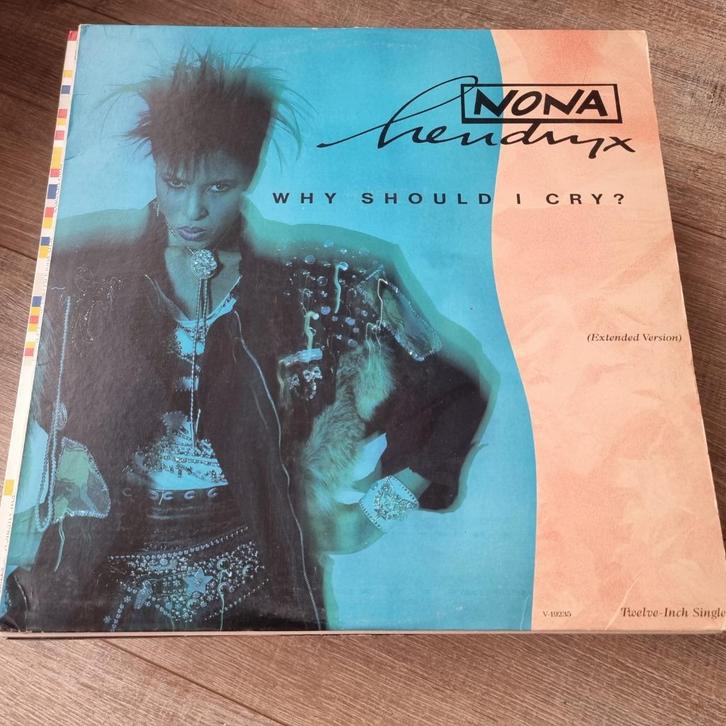 NONA
hendryx
WHY SHOULD I CRY?
(Extended Version)
V-19235
Twelve-Inch Single